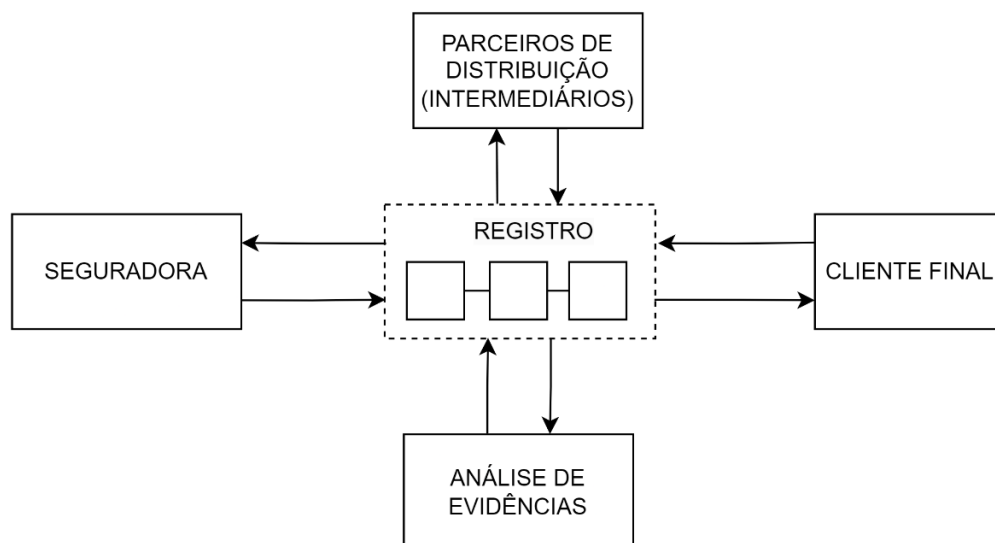 PARCEIROS DE
DISTRIBUIÇÃO
(INTERMEDIÁRIOS)
REGISTRO
SEGURADORA
CLIENTE FINAL
ANÁLISE DE
EVIDÊNCIAS